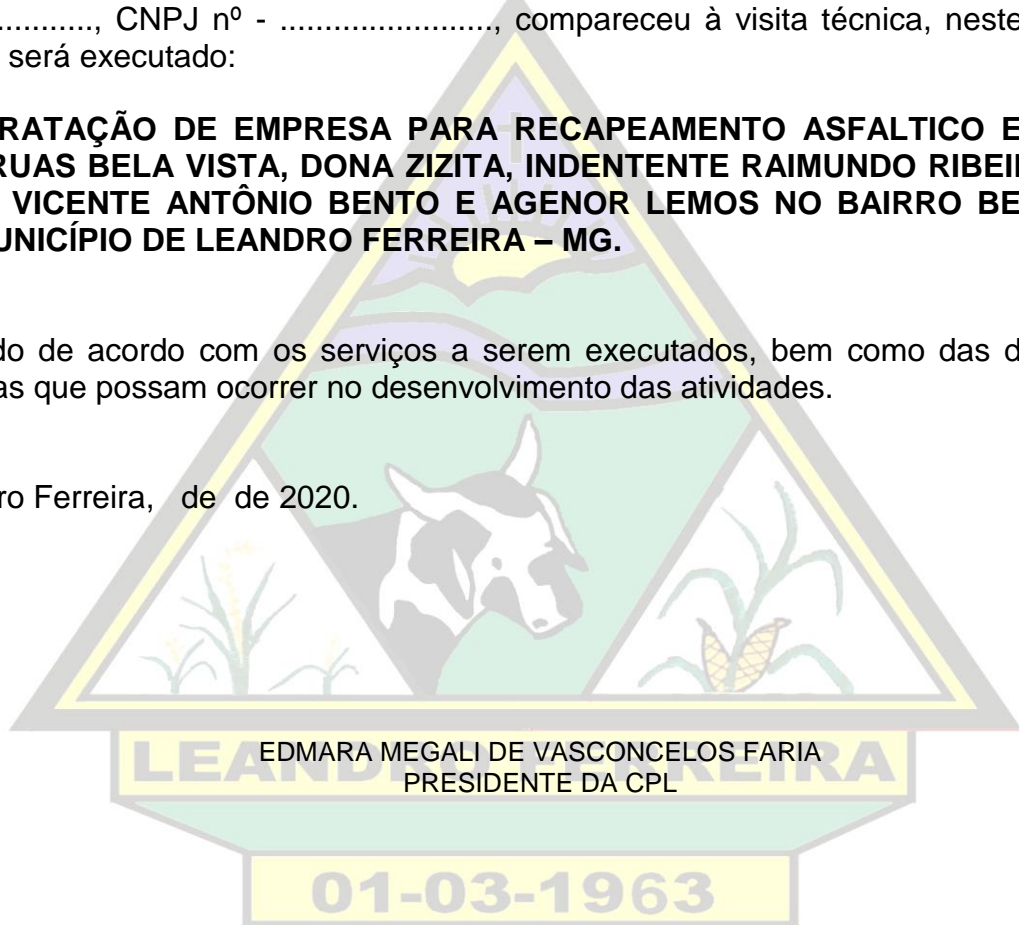 ............, CNPJ nº - ........................, compareceu à visita técnica, neste
será executado:
RATAÇÃO DE EMPRESA PARA RECAPEAMENTO ASFALTICO E
RUAS BELA VISTA, DONA ZIZITA, INDENTENTE RAIMUNDO RIBEI
VICENTE ANTÔNIO BENTO E AGENOR LEMOS NO BAIRRO BE
UNICÍPIO DE LEANDRO FERREIRA – MG.
do de acordo com os serviços a serem executados, bem como das d
as que possam ocorrer no desenvolvimento das atividades.
ro Ferreira, de de 2020.
EDMARA MEGALI DE VASCONCELOS FARIA
PRESIDENTE DA CPL
LEANDRO FERREIRA
01-03-1963